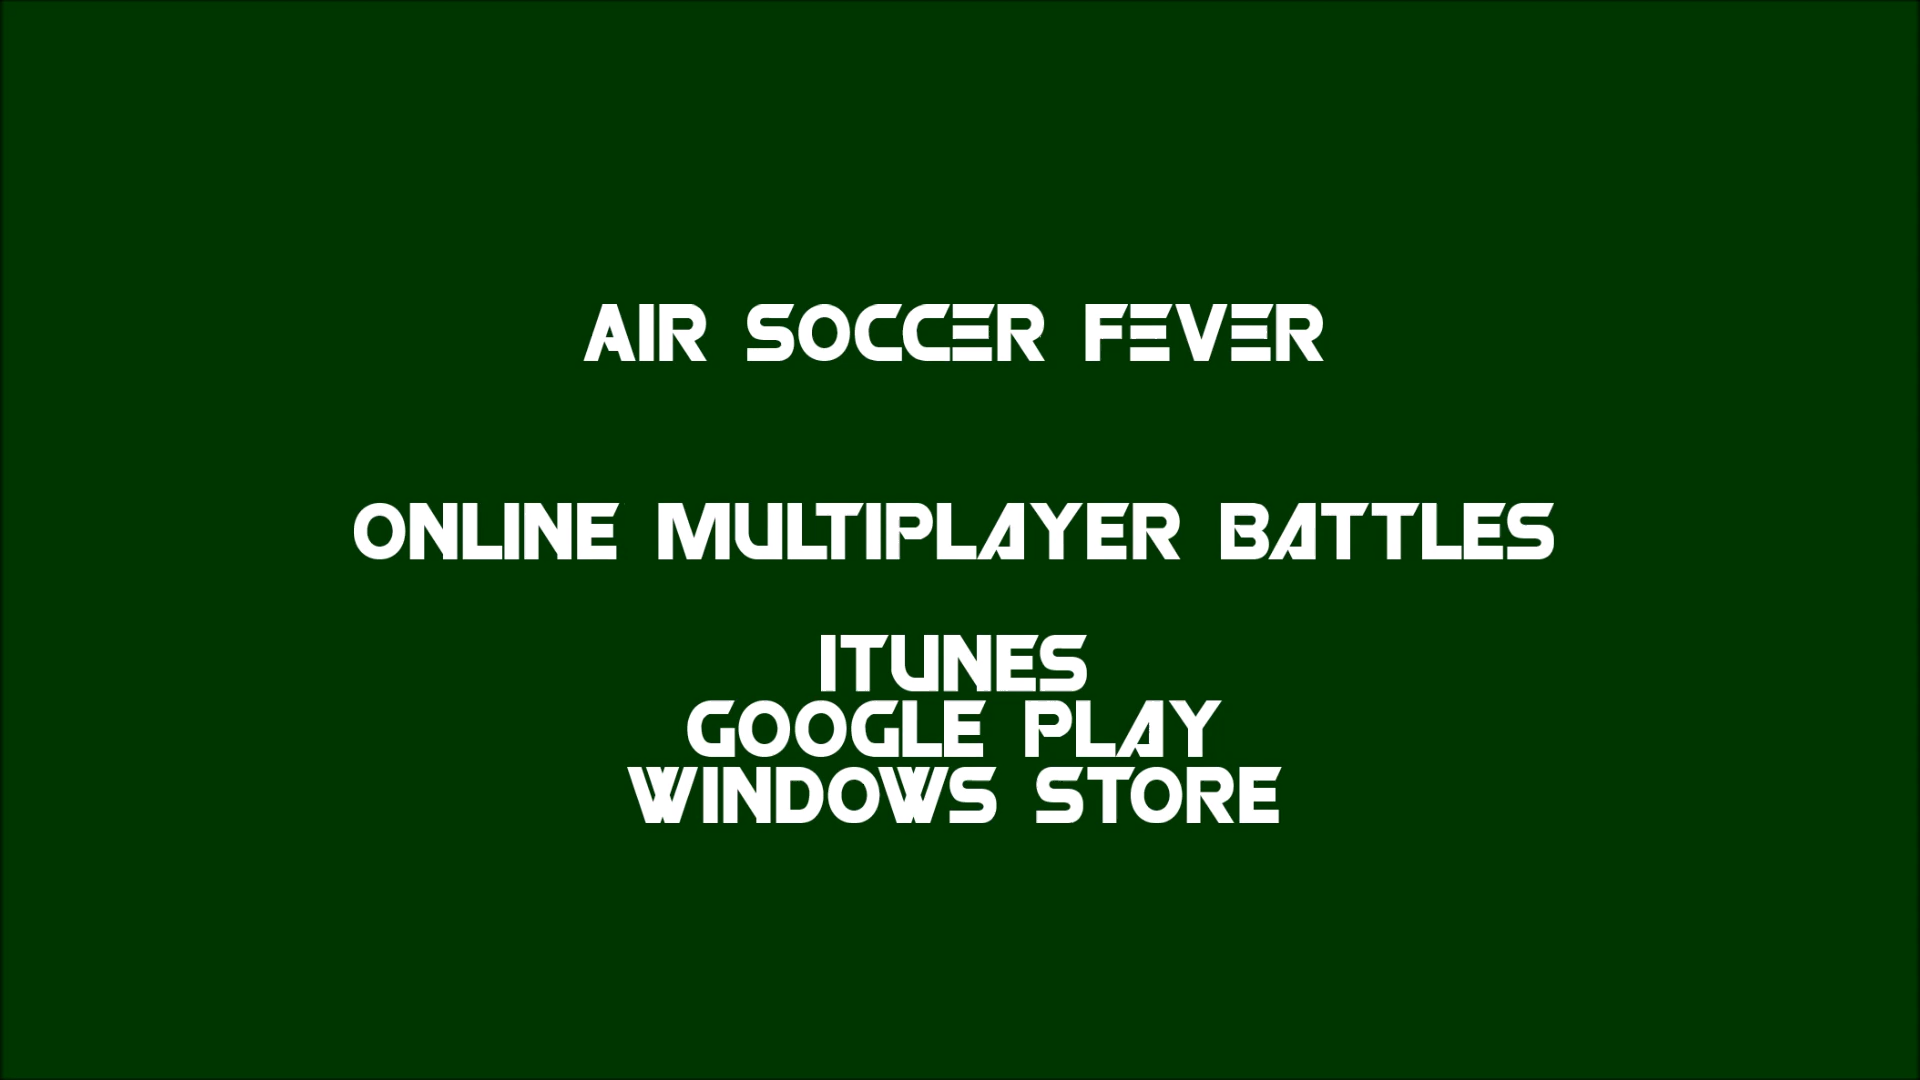 AIR SOCCER FEVER
ONLINE MULTIPLAYER BATTLES
ITUNES
GOOGLE PLAY
WINDOWS STORE